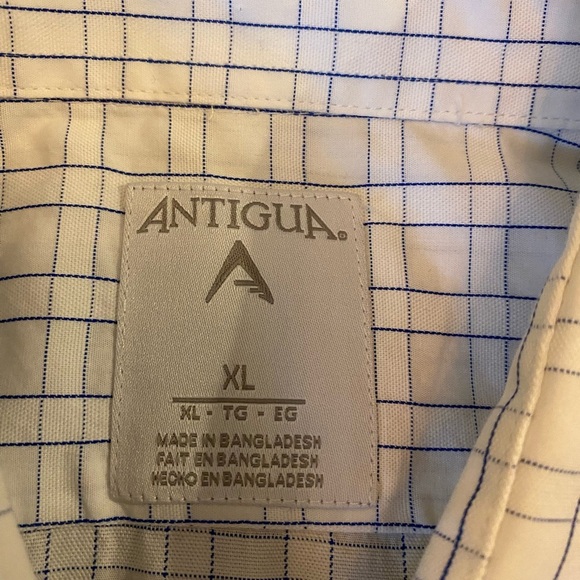 ANTIGUA®
XL
XL - TG - EG
MADE IN BANGLADESH
FAIT EN BANGLADESH
HECHO EN BANGLADESH